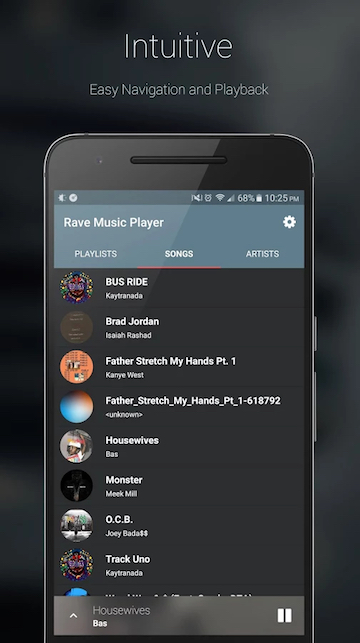 Intuitive
Easy Navigation and Playback
68% 10:25 PM
Rave Music Player
PLAYLISTS SONGS ARTISTS
BUS RIDE
Kaytranada
Brad Jordan
Isaiah Rashad
Father Stretch My Hands Pt. 1
Kanye West
Father_Stretch_My_Hands_Pt_1-618792
<unknown>
Housewives
Bas
Monster
Meek Mill
O.C.B.
Joey Bada$$
Track Uno
Kaytranada
Housewives
Bas